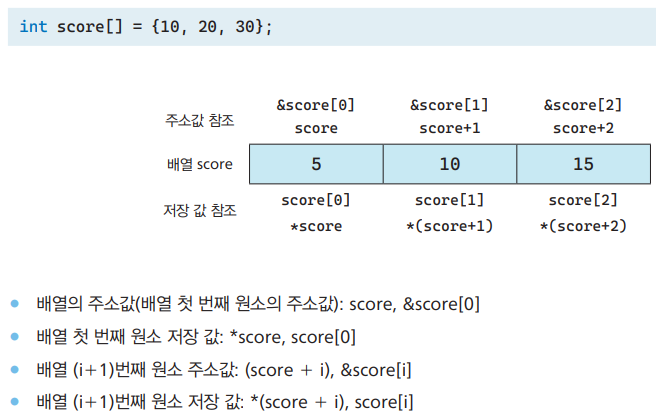 int score[] = {10, 20, 30};
&score[0] &score[1] &score[2]
주소값 참조 score score+1 score+2
배열 score 5 10 15
저장 값 참조 score[0] score[1] score[2]
*score *(score+1) *(score+2)
• 배열의 주소값(배열 첫 번째 원소의 주소값): score, &score[0]
• 배열 첫 번째 원소 저장 값: *score, score[0]
• 배열 (i+1)번째 원소 주소값: (score + i), &score[i]
• 배열 (i+1)번째 원소 저장 값: *(score + i), score[i]